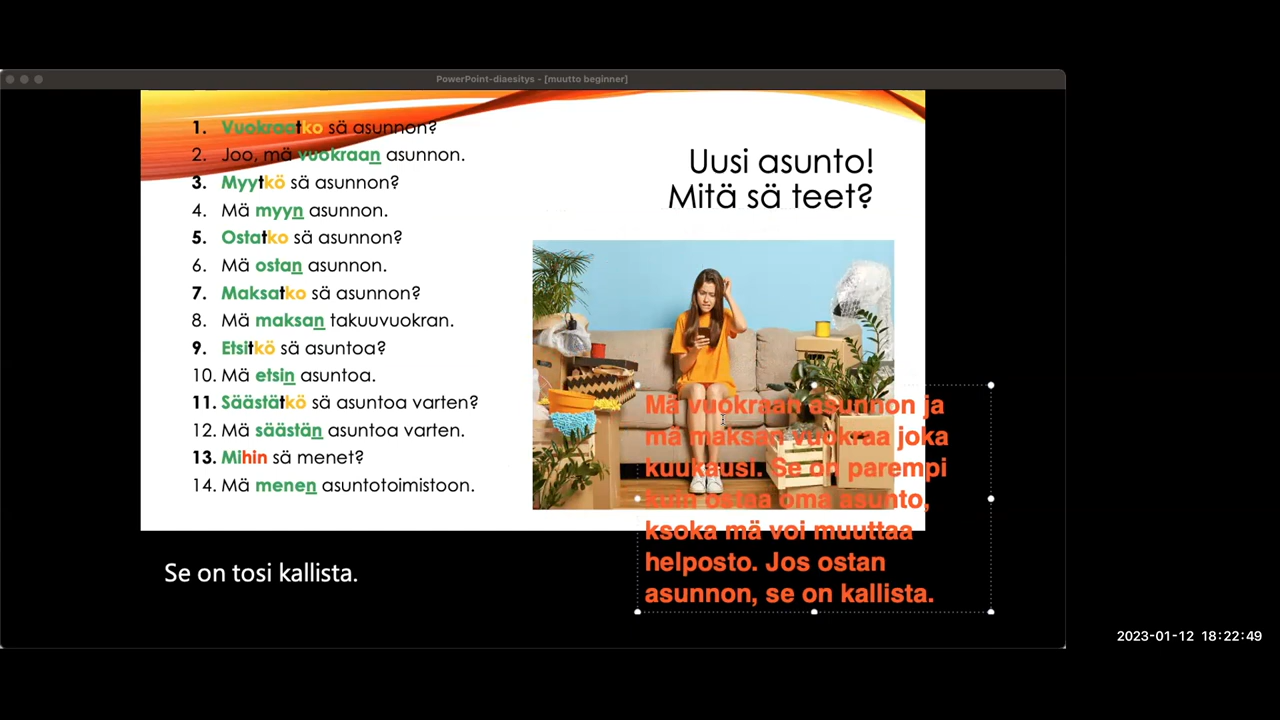 PowerPoint-diaesitys - [muutto beginner]
1. Vuokraatko sä asunnon?
2. Joo, mä vuokraan asunnon.
3. Myytkö sä asunnon?
4. Mä myyn asunnon.
5. Ostatko sä asunnon?
6. Mä ostan asunnon.
7. Maksatko sä asunnon?
8. Mä maksan takuuvuokran.
9. Etsitkö sä asuntoa?
10. Mä etsin asuntoa.
11. Säästätkö sä asuntoa varten?
12. Mä säästän asuntoa varten.
13. Mihin sä menet?
14. Mä menen asuntotoimistoon.
Uusi asunto!
Mitä sä teet?
Mä vuokraan asunnon ja
mä maksan vuokraa joka
kuukausi. Se on parempi
kuin ostaa oma asunto,
ksoka mä voi muuttaa
helposto. Jos ostan
asunnon, se on kallista.
Se on tosi kallista.
2023-01-12 18:22:49